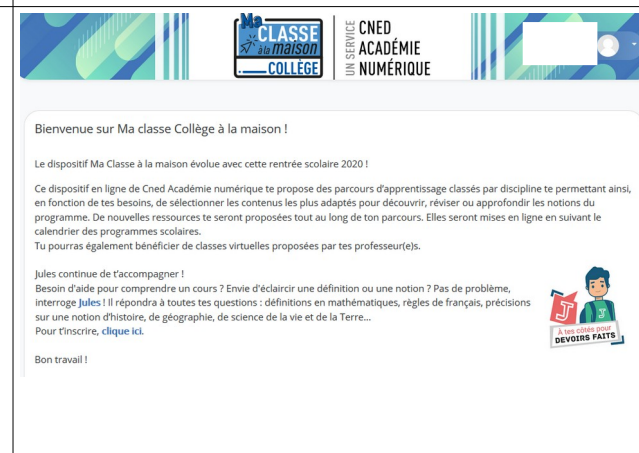 Ma
CLASSE
à la maison
COLLÈGE
UN SERVICE
CNED
ACADÉMIE
NUMÉRIQUE
Bienvenue sur Ma classe Collège à la maison !
Le dispositif Ma Classe à la maison évolue avec cette rentrée scolaire 2020 !
Ce dispositif en ligne de Cned Académie numérique te propose des parcours d'apprentissage classés par discipline te permettant ainsi,
en fonction de tes besoins, de sélectionner les contenus les plus adaptés pour découvrir, réviser ou approfondir les notions du
programme. De nouvelles ressources te seront proposées tout au long de ton parcours. Elles seront mises en ligne en suivant le
calendrier des programmes scolaires.
Tu pourras également bénéficier de classes virtuelles proposées par tes professeur(e)s.
Jules continue de t'accompagner !
Besoin d'aide pour comprendre un cours ? Envie d'éclaircir une définition ou une notion ? Pas de problème,
interroge Jules ! Il répondra à toutes tes questions : définitions en mathématiques, règles de français, précisions
sur une notion d'histoire, de géographie, de science de la vie et de la Terre...
Pour t'inscrire, clique ici.
J
J
A tes côtés pour
DEVOIRS FAITS
Bon travail !